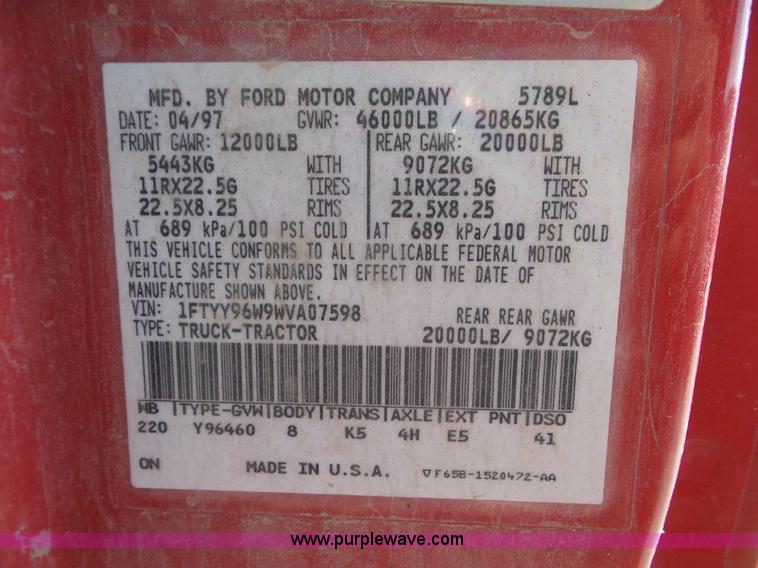 MFD. BY FORD MOTOR COMPANY 5789L
DATE: 04/97 GVWR: 46000LB / 20865KG
FRONT GAWR: 12000LB REAR GAWR: 20000LB
5443KG WITH 9072KG WITH
11RX22.5G TIRES 11RX22.5G TIRES
22.5X8.25 RIMS 22.5X8.25 RIMS
AT 689 kPa/100 PSI COLD AT 689 kPa/100 PSI COLD
THIS VEHICLE CONFORMS TO ALL APPLICABLE FEDERAL MOTOR
VEHICLE SAFETY STANDARDS IN EFFECT ON THE DATE OF
MANUFACTURE SHOWN ABOVE.
VIN: 1FTYY96W9WVA07598 REAR REAR GAWR
TYPE: TRUCK-TRACTOR 20000LB/ 9072KG
WB |TYPE-GVW|BODY|TRANS|AXLE|EXT PNT|DSO
220 Y96460 8 K5 4H E5 41
ON MADE IN U.S.A. ▽F65B-1520472-AA
www.purplewave.com